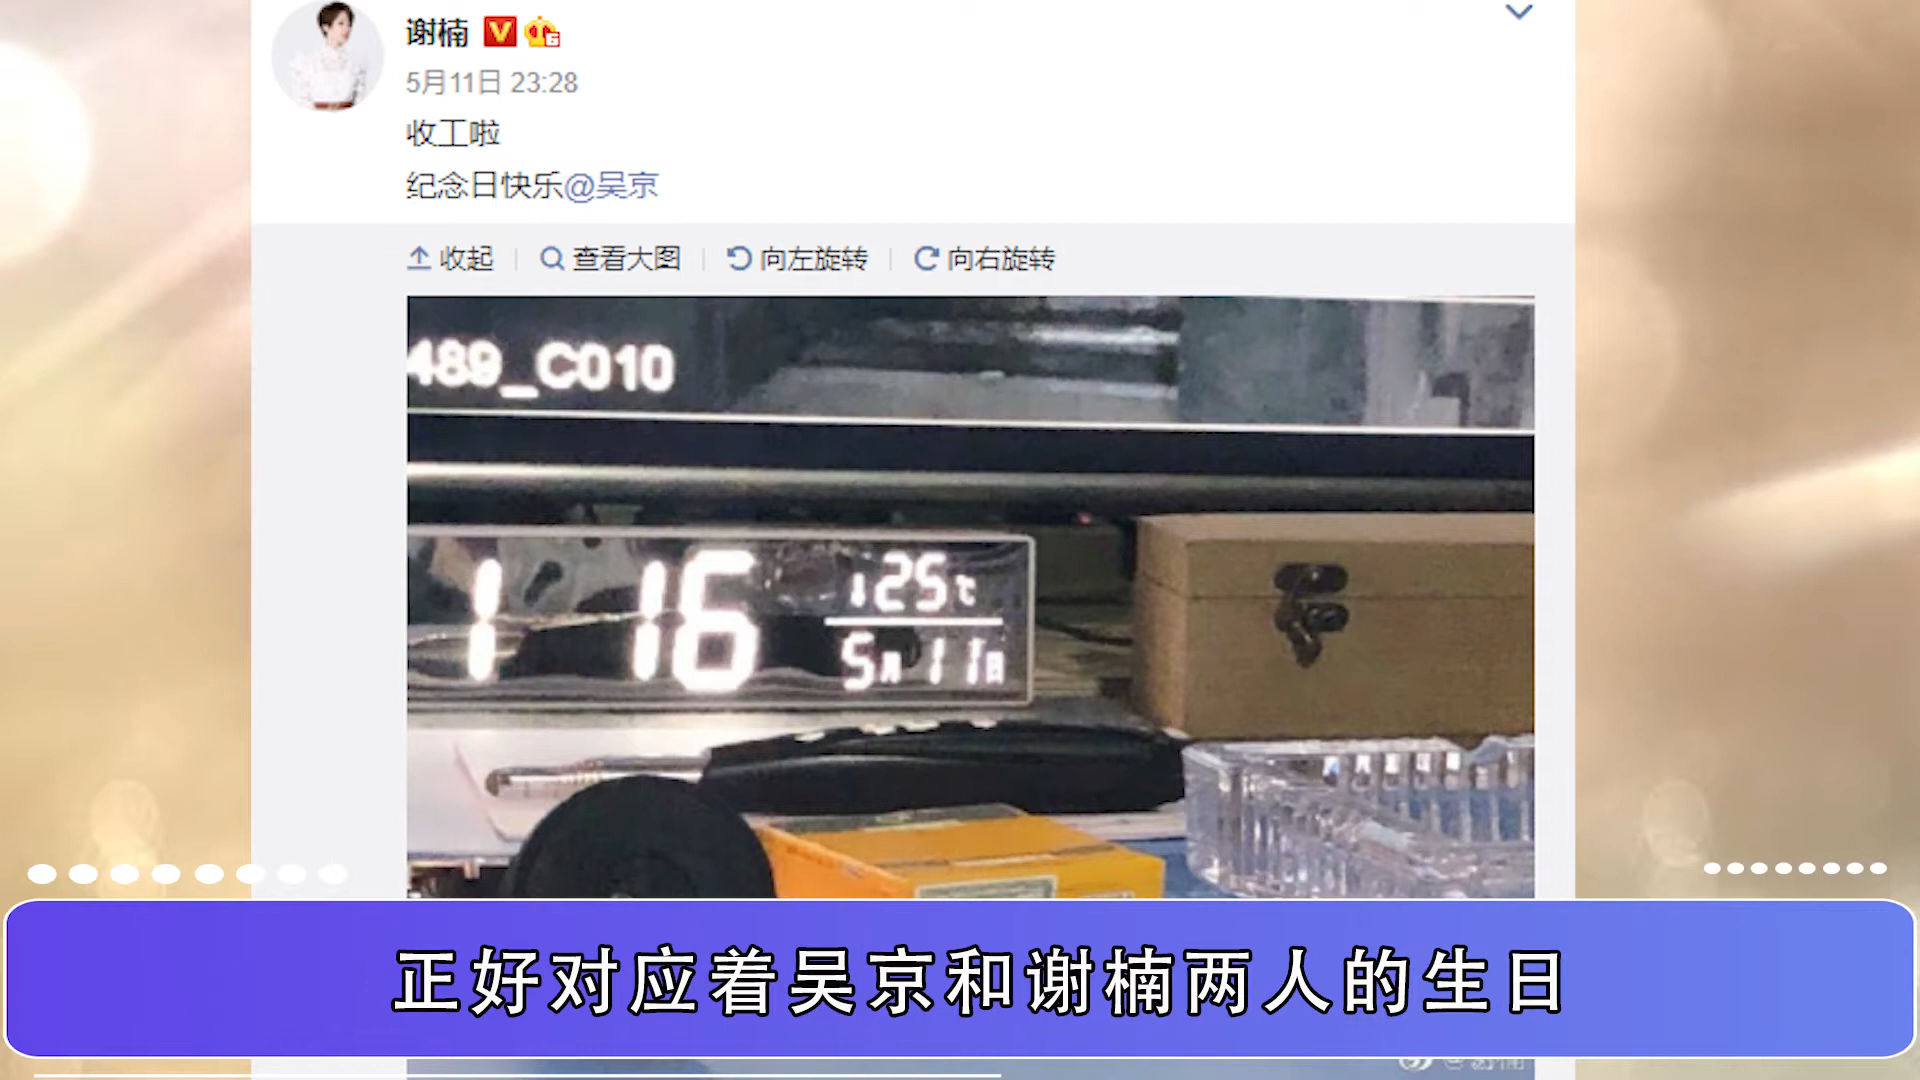 谢楠
V
6
5月11日 23:28
收工啦
纪念日快乐@吴京
收起
查看大图
向左旋转
向右旋转
489_C010
1 16
25℃
5月11日
正好对应着吴京和谢楠两人的生日